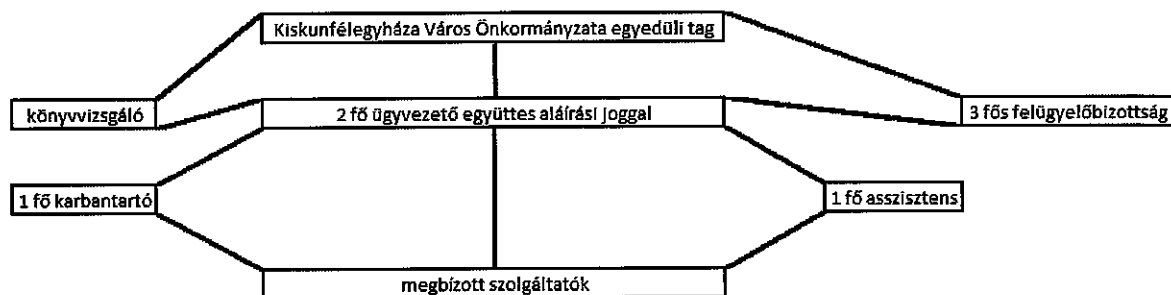 Kiskunfélegyháza Város Önkormányzata egyedüli tag
könyvvizsgáló
2 fő ügyvezető együttes aláírási joggal
3 fős felügyelőbizottság
1 fő karbantartó
1 fő asszisztens
megbízott szolgáltatók